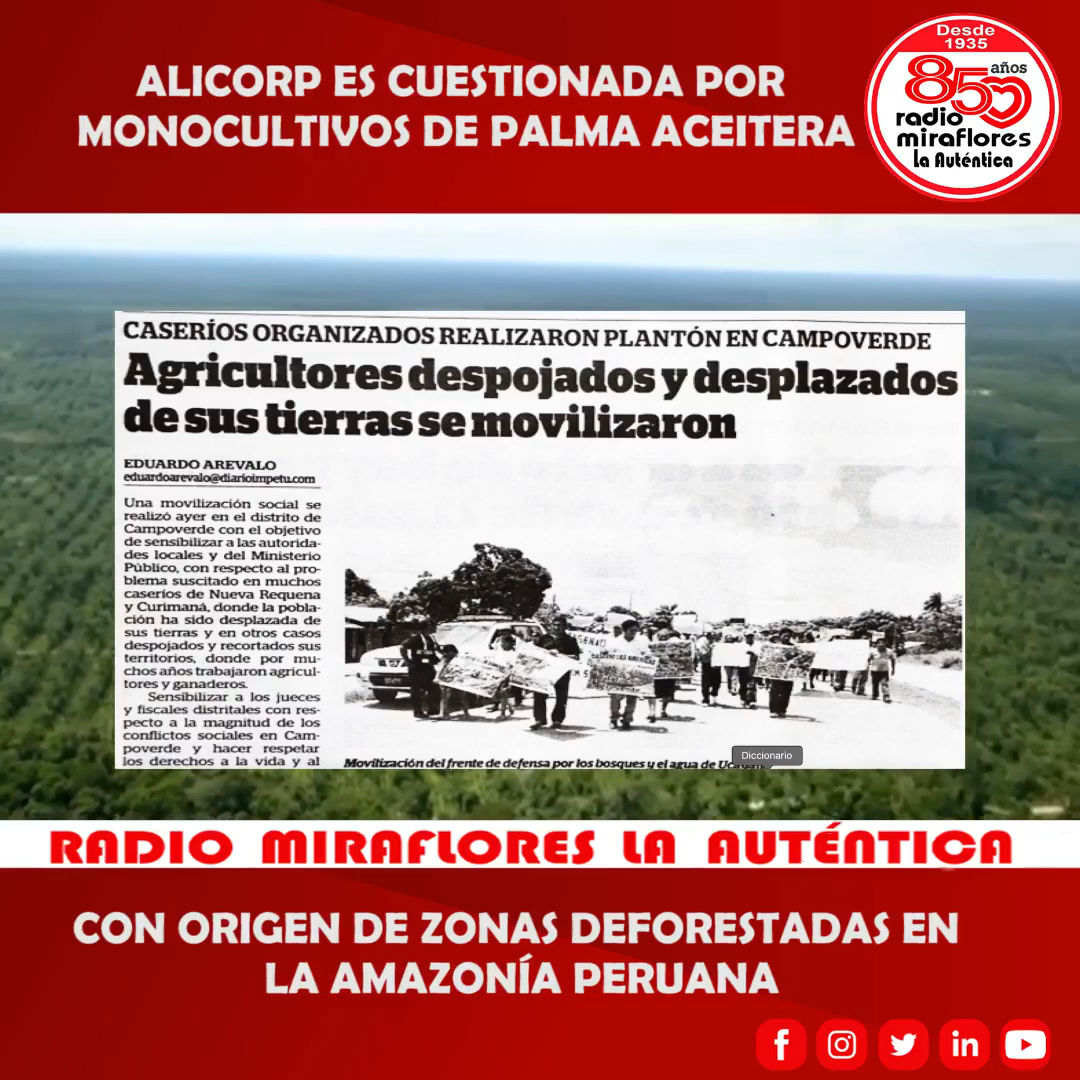 ALICORP ES CUESTIONADA POR
MONOCULTIVOS DE PALMA ACEITERA
Desde
1935
85 años
radio
miraflores
La Auténtica
CASERÍOS ORGANIZADOS REALIZARON PLANTÓN EN CAMPOVERDE
Agricultores despojados y desplazados
de sus tierras se movilizaron
EDUARDO AREVALO
eduardoarevalo@diarioimpetu.com
Una movilización social se
realizó ayer en el distrito de
Campoverde con el objetivo
de sensibilizar a las autorida-
des locales y del Ministerio
Público, con respecto al pro-
blema suscitado en muchos
caseríos de Nueva Requena
y Curimaná, donde la pobla-
ción ha sido desplazada de
sus tierras y en otros casos
despojados y recortados sus
territorios, donde por mu-
chos años trabajaron agricul-
tores y ganaderos.
Sensibilizar a los jueces
y fiscales distritales con res-
pecto a la magnitud de los
conflictos sociales en Cam-
poverde y hacer respetar
los derechos a la vida y al
Diccionario
Movilización del frente de defensa por los bosques y el agua de
RADIO MIRAFLORES LA AUTÉNTICA
CON ORIGEN DE ZONAS DEFORESTADAS EN
LA AMAZONÍA PERUANA